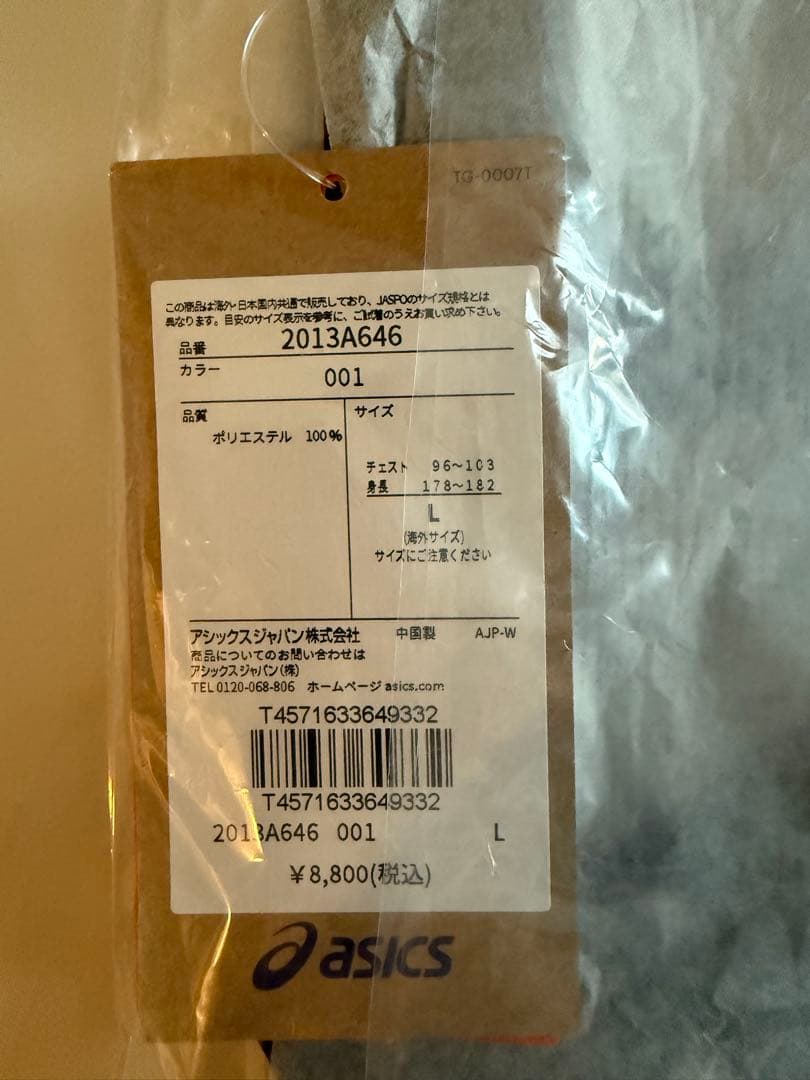 TG-0007T
この商品は海外・日本国内共通で販売しており、JASPOのサイズ規格とは
異なります。目安のサイズ表示を参考に、ご試着のうえお買い求め下さい。
品番 2013A646
カラー 001
品質
ポリエステル 100%
サイズ
チェスト 96~103
身長 178~182
L
(海外サイズ)
サイズにご注意ください
アシックスジャパン株式会社 中国製 AJP-W
商品についてのお問い合わせは
アシックスジャパン(株)
TEL 0120-068-806 ホームページ asics.com
T4571633649332
T4571633649332
2013A646 001 L
¥8,800(税込)
asics